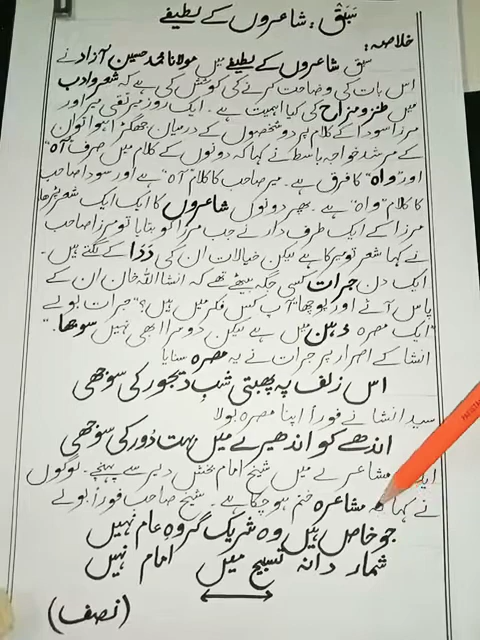 سبق: شاعروں کے لطیفے
خلاصہ:
سبق شاعروں کے لطیفے میں مولانا محمد حسین آزاد نے
اس بات کی وضاحت کرنے کی کوشش کی ہے کہ شعر و ادب
میں طنز و مزاح کی کیا اہمیت ہے۔ ایک روز میر تقی میر اور
مرزا سودا کے کلام پر دو شخصوں کے درمیان جھگڑا ہوا تو ان
کے مرشد خواجہ باسط نے کہا کہ دونوں کے کلام میں صرف "آہ"
اور "واہ" کا فرق ہے۔ میر صاحب کا کلام "آہ" ہے اور سودا صاحب
کا کلام "واہ" ہے۔ پھر دونوں شاعروں کا ایک ایک شعر پڑھا
مرزا کے ایک طرف دار نے جب مرزا کو بتایا تو مرزا صاحب
نے کہا شعر تو میر کا ہے لیکن خیالات ان کی ددا کے لگتے ہیں۔
ایک دن جرات کسی جگہ بیٹھے تھے کہ انشا اللہ خان ان کے
پاس آئے اور پوچھا "آپ کس فکر میں ہیں؟" جرات بولے
"ایک مصرہ ذہن میں ہے لیکن دوسرا ابھی نہیں سوجھا۔"
انشا کے اصرار پر جرات نے یہ مصرہ سنایا
اس زلف پہ پھبتی شبِ دیجور کی سوجھی
سید انشا نے فوراً اپنا مصرہ بولا
اندھے کو اندھیرے میں بہت دُور کی سوجھی
مشاعرے میں شیخ امام بخش دیر سے پہنچے۔ لوگوں
نے کہا کہ مشاعرہ ختم ہو چکا ہے۔ شیخ صاحب فوراً بولے
جو خاص ہیں وہ شریک گروہِ عام نہیں
شمار دانہ تسبیح میں امام نہیں
(نصف)